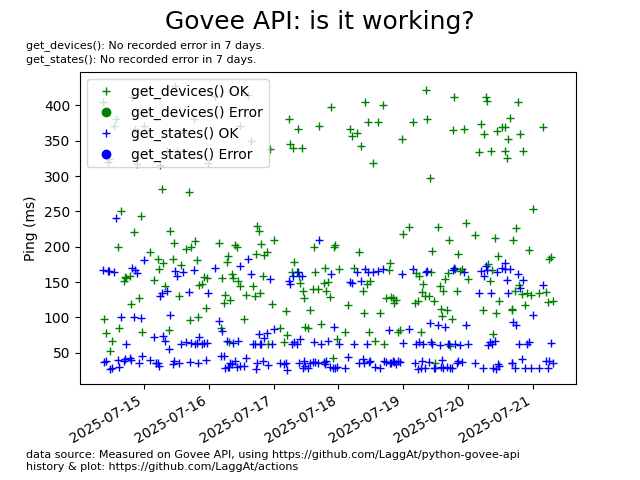 Govee API: is it working?
get_devices(): No recorded error in 7 days.
get_states(): No recorded error in 7 days.
get_devices() OK
get_devices() Error
get_states() OK
get_states() Error
Ping (ms)
400
350
300
250
200
150
100
50
2025-07-15
2025-07-16
2025-07-17
2025-07-18
2025-07-19
2025-07-20
2025-07-21
data source: Measured on Govee API, using https://github.com/LaggAt/python-govee-api
history & plot: https://github.com/LaggAt/actions